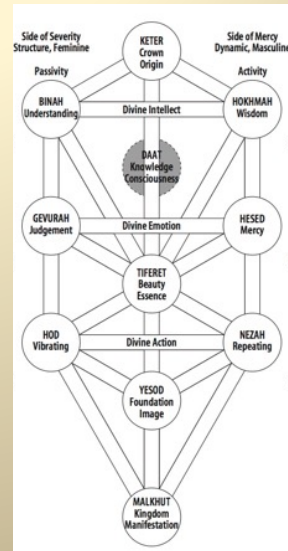 Side of Severity
Structure, Feminine
Passivity
KETER
Crown
Origin
Side of Mercy
Dynamic, Masculine
Activity
BINAH
Understanding
Divine Intellect
HOKHMAH
Wisdom
DAAT
Knowledge
Consciousness
GEVURAH
Judgement
Divine Emotion
HESED
Mercy
TIFERET
Beauty
Essence
HOD
Vibrating
Divine Action
NEZAH
Repeating
YESOD
Foundation
Image
MALKHUT
Kingdom
Manifestation